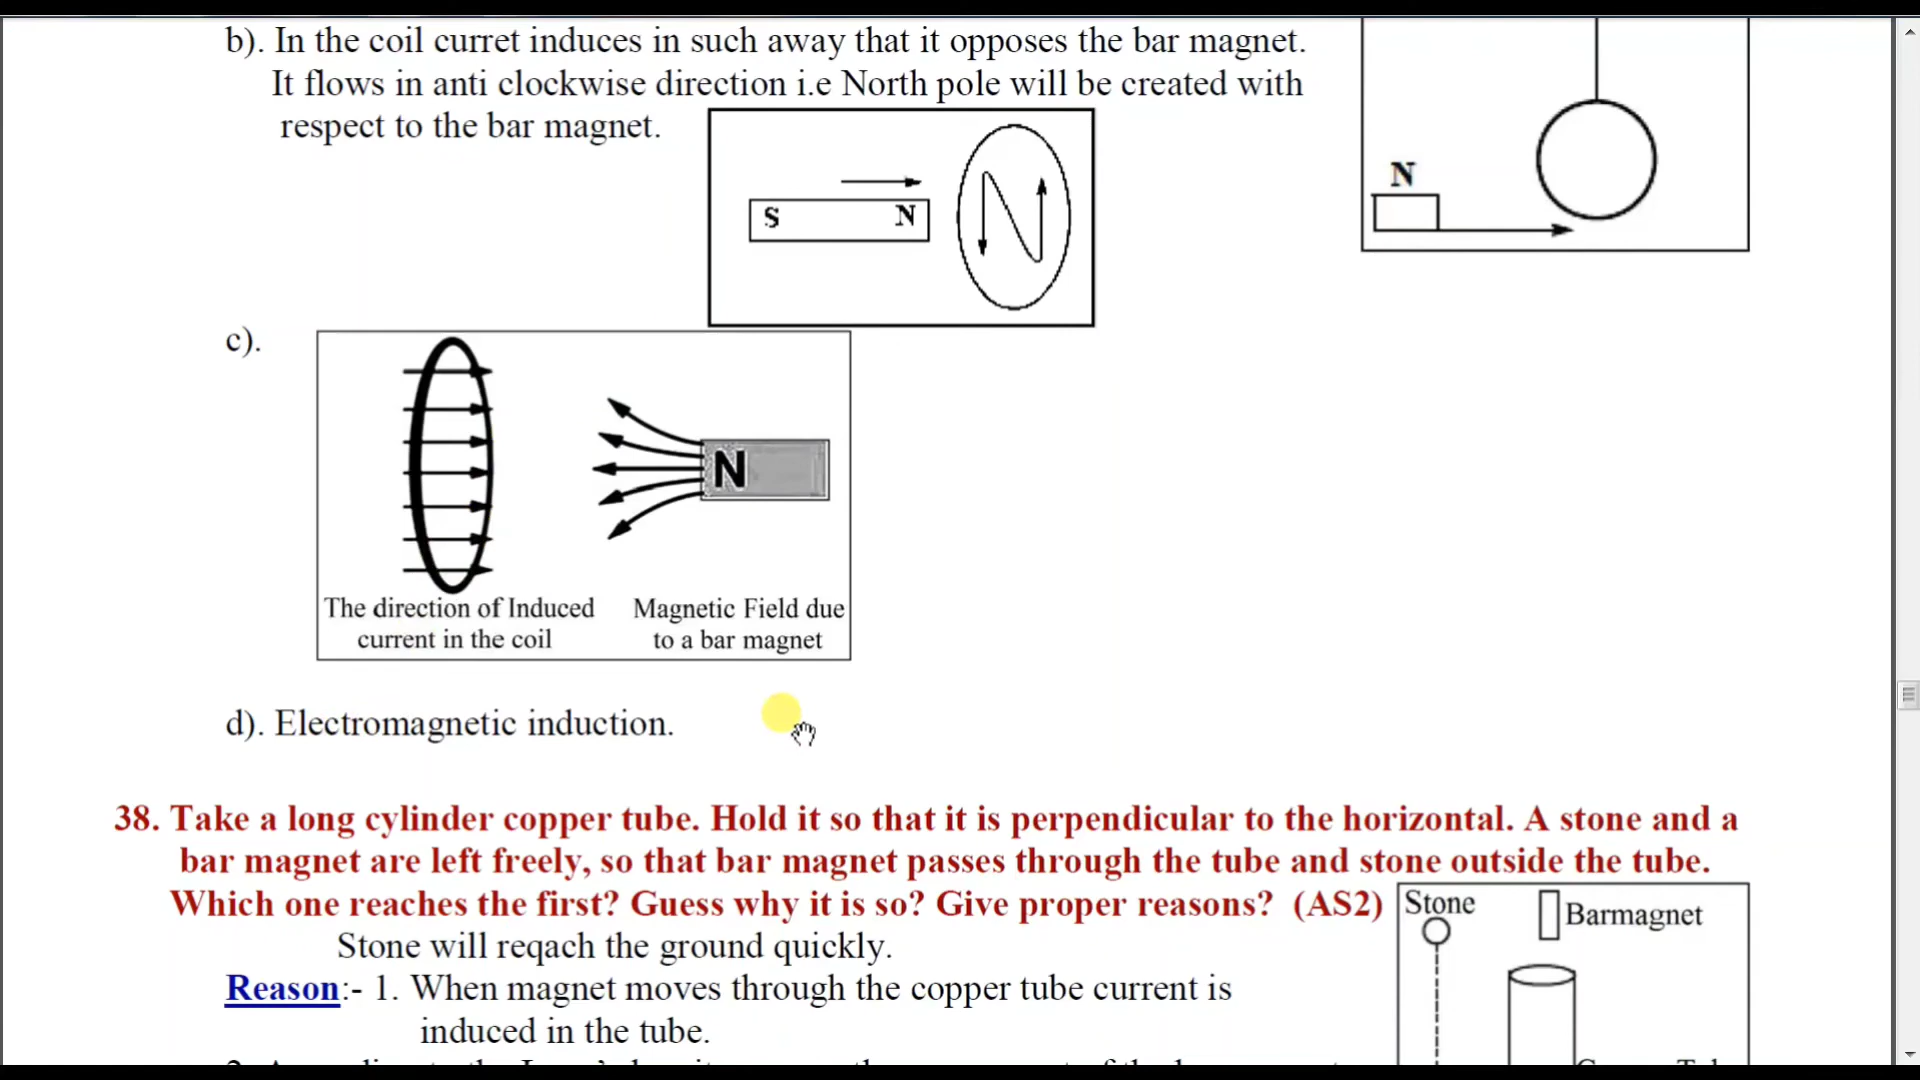 b). In the coil curret induces in such away that it opposes the bar magnet.
It flows in anti clockwise direction i.e North pole will be created with
respect to the bar magnet.
S N
N
N
c).
N
The direction of Induced
current in the coil
Magnetic Field due
to a bar magnet
d). Electromagnetic induction.
38. Take a long cylinder copper tube. Hold it so that it is perpendicular to the horizontal. A stone and a
bar magnet are left freely, so that bar magnet passes through the tube and stone outside the tube.
Which one reaches the first? Guess why it is so? Give proper reasons? (AS2)
Stone
Barmagnet
Stone will reqach the ground quickly.
Reason:- 1. When magnet moves through the copper tube current is
induced in the tube.